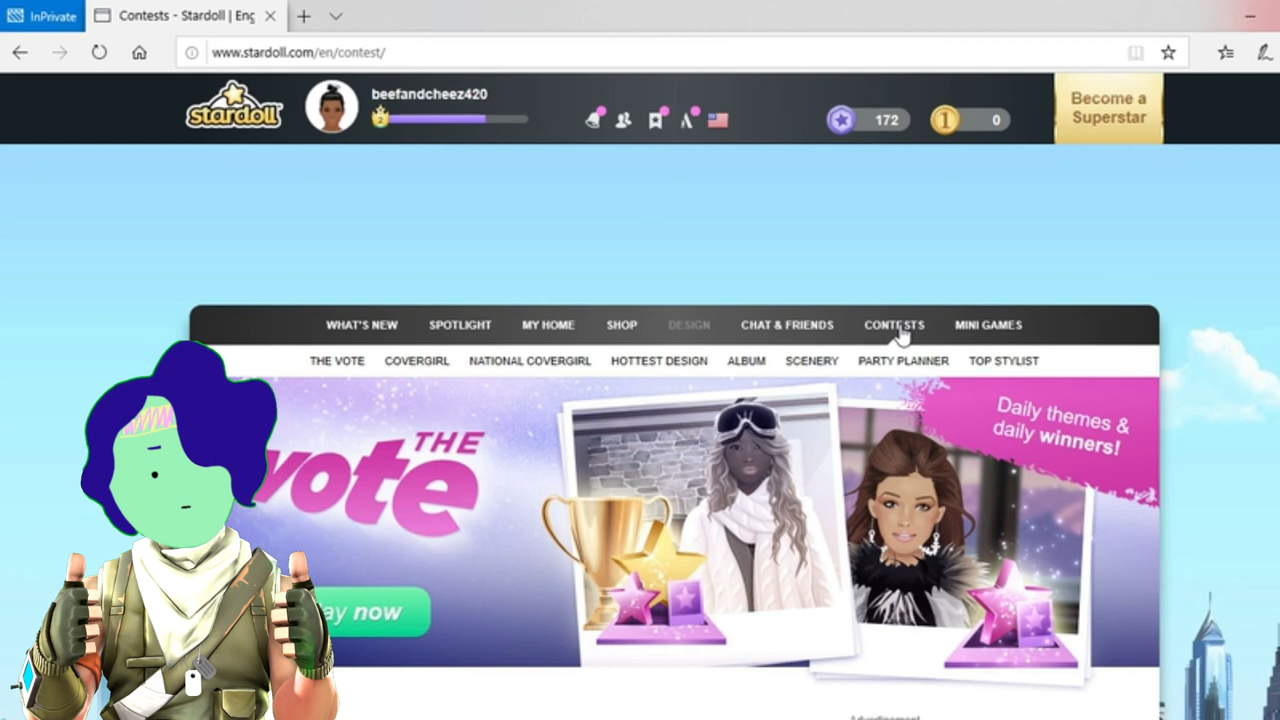 InPrivate
Contests - Stardoll | Eng
www.stardoll.com/en/contest/
stardoll
beefandcheez420
2
172
1
0
Become a
Superstar
WHAT'S NEW SPOTLIGHT MY HOME SHOP DESIGN CHAT & FRIENDS CONTESTS MINI GAMES
THE VOTE COVERGIRL NATIONAL COVERGIRL HOTTEST DESIGN ALBUM SCENERY PARTY PLANNER TOP STYLIST
THE
vote
Daily themes &
daily winners!
ay now
Advertisement